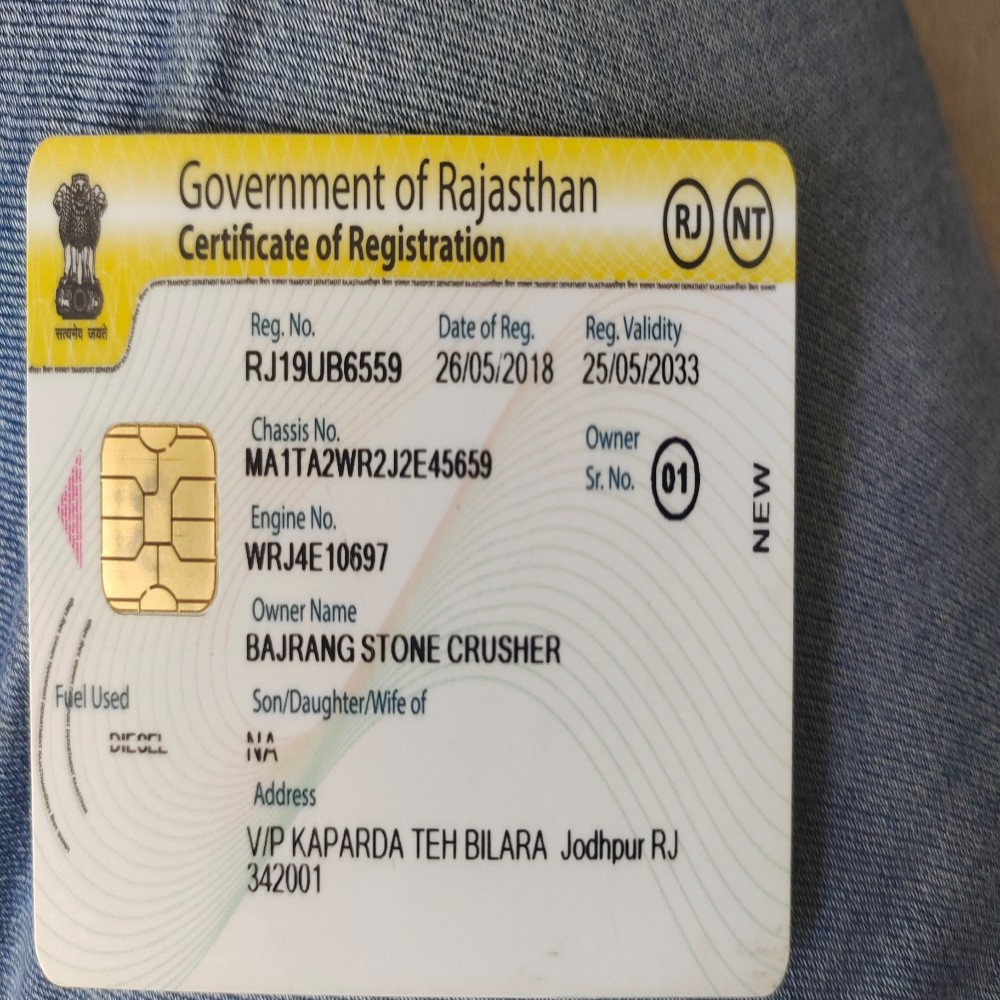 Government of Rajasthan
Certificate of Registration
RJ NT
सत्यमेव जयते
Reg. No. Date of Reg. Reg. Validity
RJ19UB6559 26/05/2018 25/05/2033
Chassis No. Owner
MA1TA2WR2J2E45659 Sr. No. 01
NEW
Engine No.
WRJ4E10697
Owner Name
BAJRANG STONE CRUSHER
Fuel Used Son/Daughter/Wife of
DIESEL NA
Address
V/P KAPARDA TEH BILARA Jodhpur RJ
342001